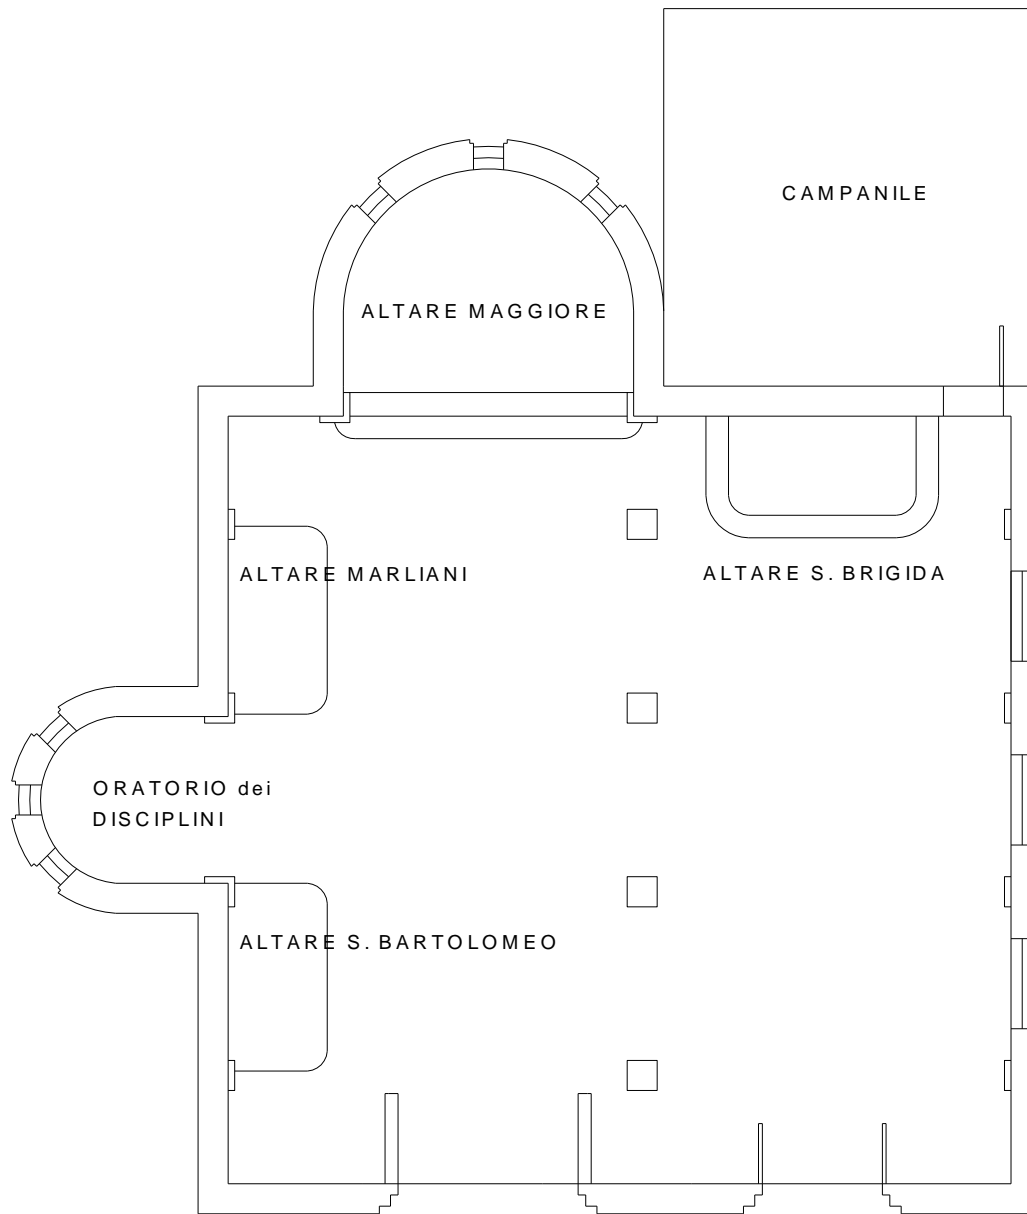 CAMPANILE
ALTARE MAGGIORE
ALTARE MARLIANI
ALTARE S. BRIGIDA
ORATORIO dei
DISCIPLINI
ALTARE S. BARTOLOMEO